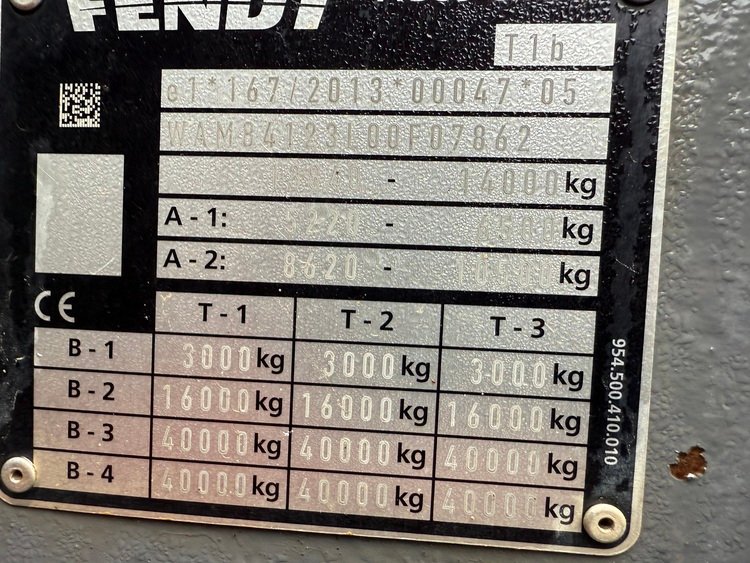 FENDT
T1b
e1*167/2013*00047*05
WAM84123L00F07862
- 14000kg
A - 1: - kg
A - 2: 8620 - kg
CE
T - 1 T - 2 T - 3
B - 1 3000kg 3000kg 3000kg
B - 2 16000kg 16000kg 16000kg
B - 3 40000kg 40000kg 40000kg
B - 4 40000kg 40000kg 40000kg
954.500.410.010